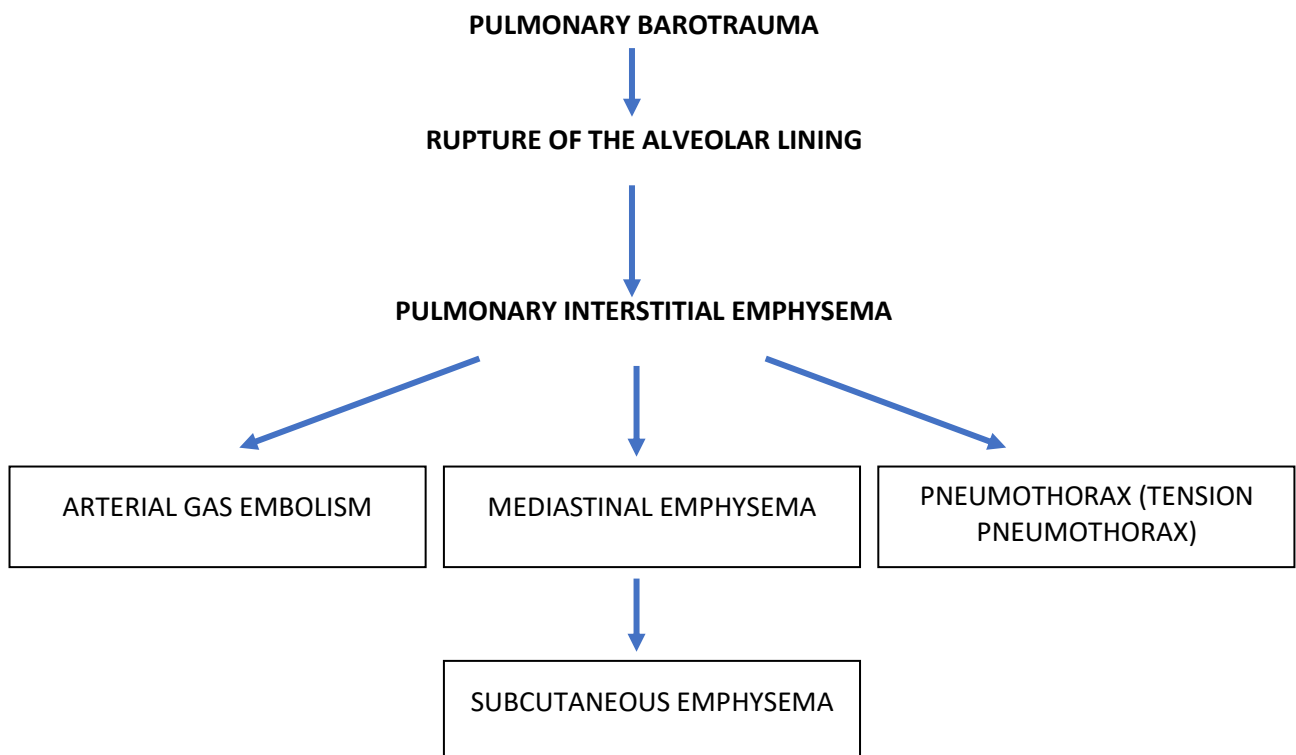 PULMONARY BAROTRAUMA
RUPTURE OF THE ALVEOLAR LINING
PULMONARY INTERSTITIAL EMPHYSEMA
ARTERIAL GAS EMBOLISM
MEDIASTINAL EMPHYSEMA
PNEUMOTHORAX (TENSION
PNEUMOTHORAX)
SUBCUTANEOUS EMPHYSEMA